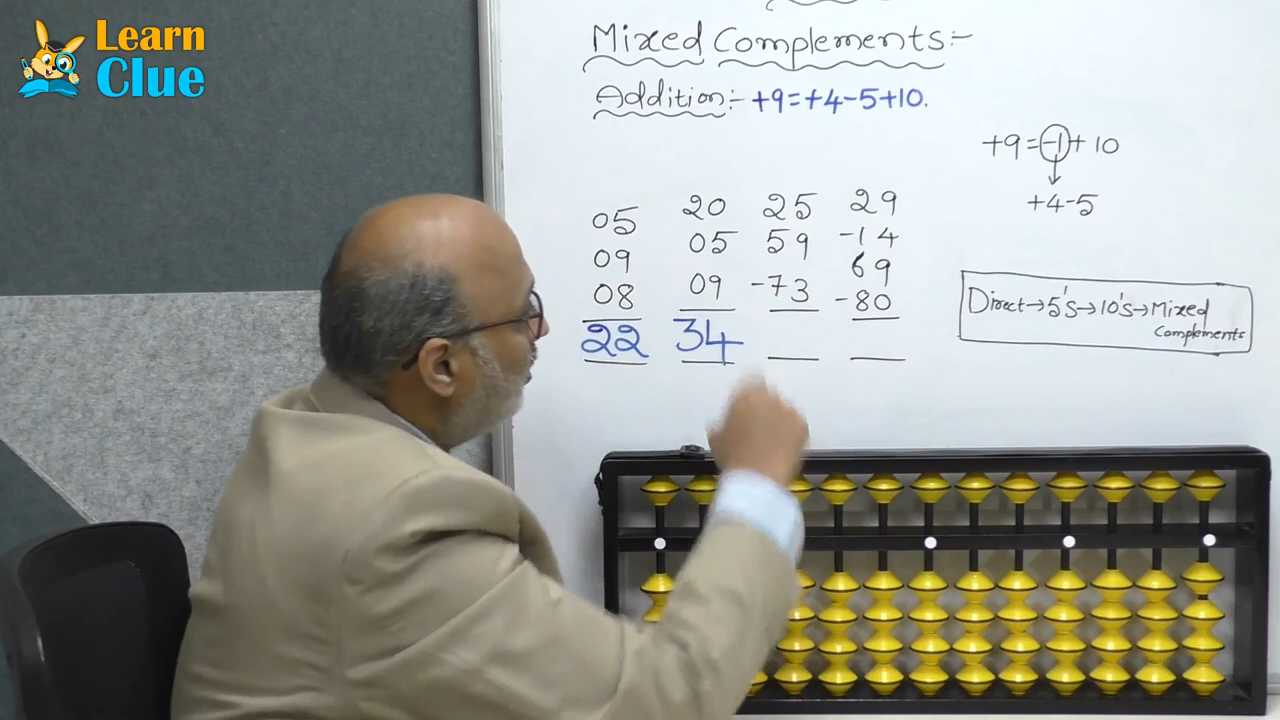 Learn
Clue
Mixed Complements:-
Addition:- +9=+4-5+10.
+9=-1+10
+4-5
05 20 25 29
09 05 59 -14
08 09 -73 69
-80
22 34
Direct→5's→10's→Mixed
Complements